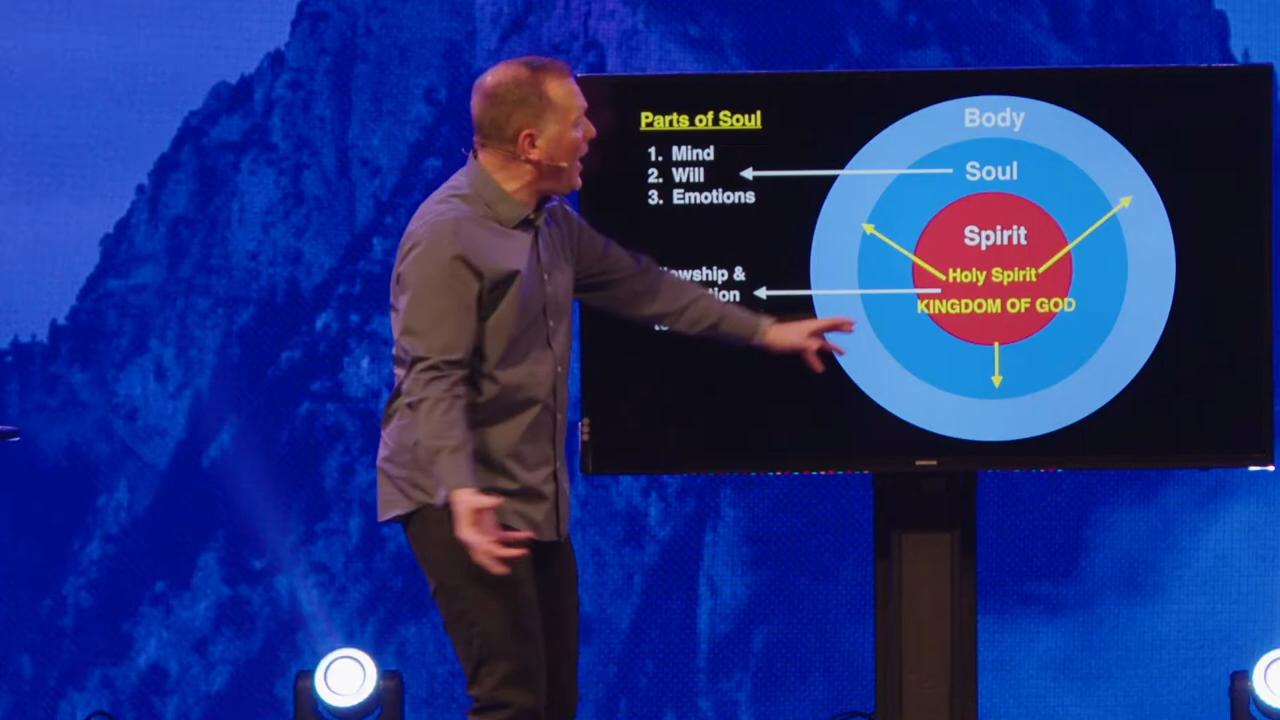 Parts of Soul
1. Mind
2. Will
3. Emotions
Body
Soul
Spirit
Holy Spirit
KINGDOM OF GOD
&